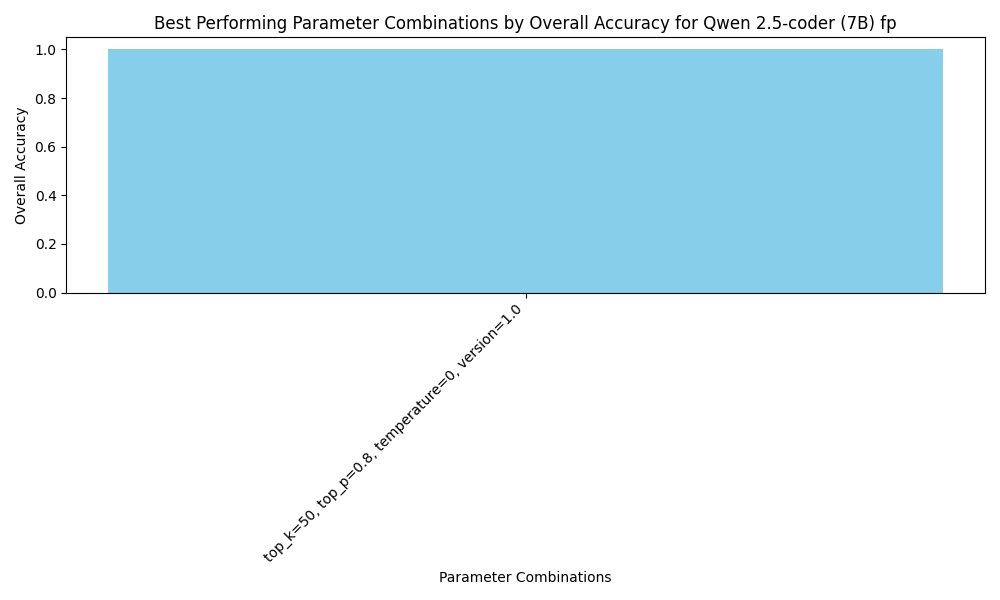 Best Performing Parameter Combinations by Overall Accuracy for Qwen 2.5-coder (7B) fp
Overall Accuracy
1.0
0.8
0.6
0.4
0.2
0.0
top_k=50, top_p=0.8, temperature=0, version=1.0
Parameter Combinations